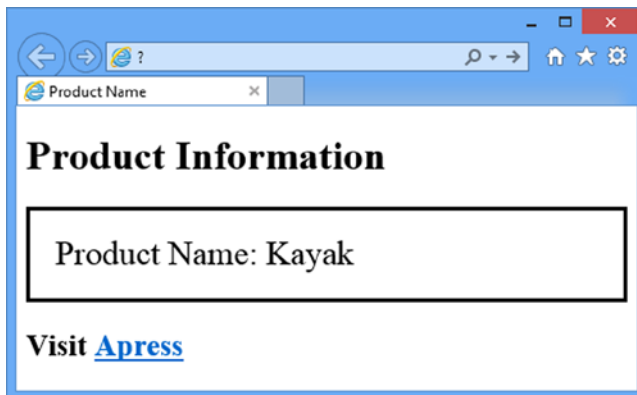 ?
Product Name
Product Information
Product Name: Kayak
Visit Apress